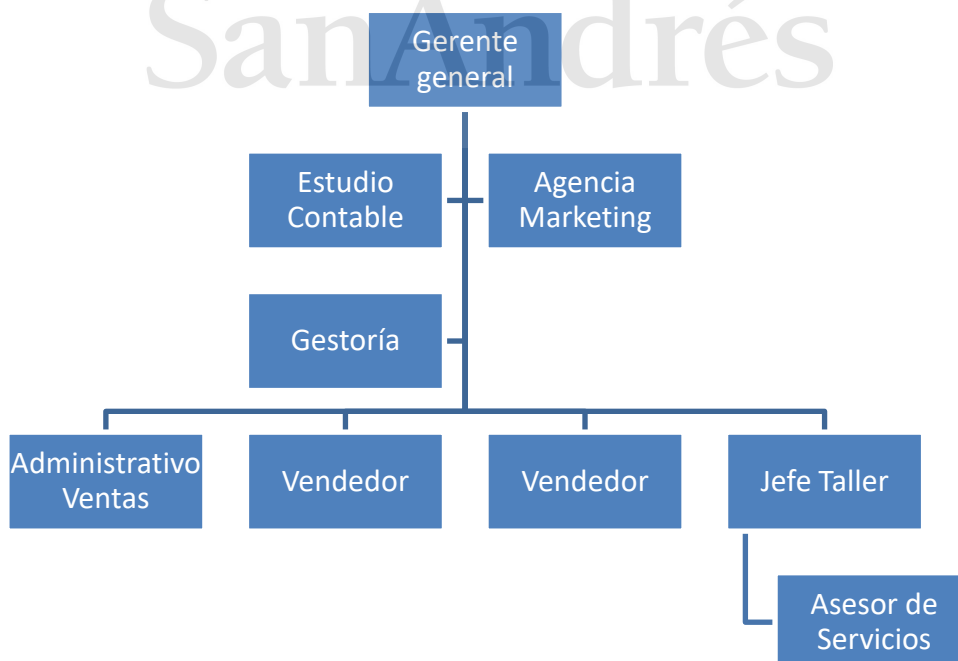 SanAndrés
Gerente
general
Estudio
Contable
Agencia
Marketing
Gestoría
Administrativo
Ventas
Vendedor
Vendedor
Jefe Taller
Asesor de
Servicios